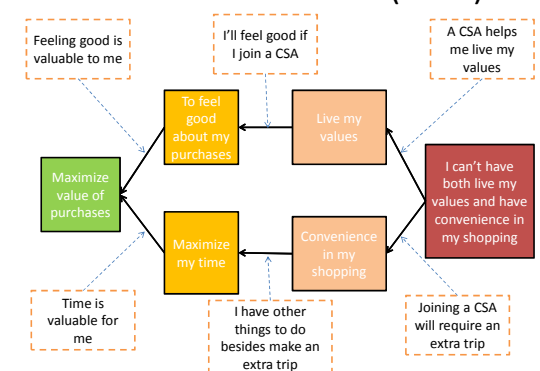 Feeling good is
valuable to me
I'll feel good if
I join a CSA
A CSA helps
me live my
values
To feel
good
about my
purchases
Live my
values
Maximize
value of
purchases
I can't have
both live my
values and have
convenience in
my shopping
Maximize
my time
Convenience
in my
shopping
Time is
valuable for
me
I have other
things to do
besides make an
extra trip
Joining a CSA
will require an
extra trip